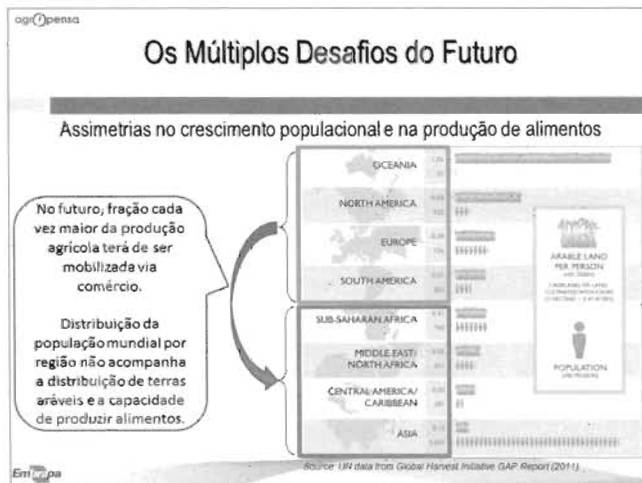 agropensa
Os Múltiplos Desafios do Futuro
Assimetrias no crescimento populacional e na produção de alimentos
No futuro, fração cada
vez maior da produção
agrícola terá de ser
mobilizada via
comércio.
Distribuição da
população mundial por
região não acompanha
a distribuição de terras
aráveis e a capacidade
de produzir alimentos.
OCEANIA
NORTH AMERICA
EUROPE
SOUTH AMERICA
SUB-SAHARAN AFRICA
MIDDLE EAST/
NORTH AFRICA
CENTRAL AMERICA/
CARIBBEAN
ASIA
ARABLE LAND
PER PERSON
POPULATION
Embrapa
Source: UN data from Global Harvest Initiative GAP Report (2011)